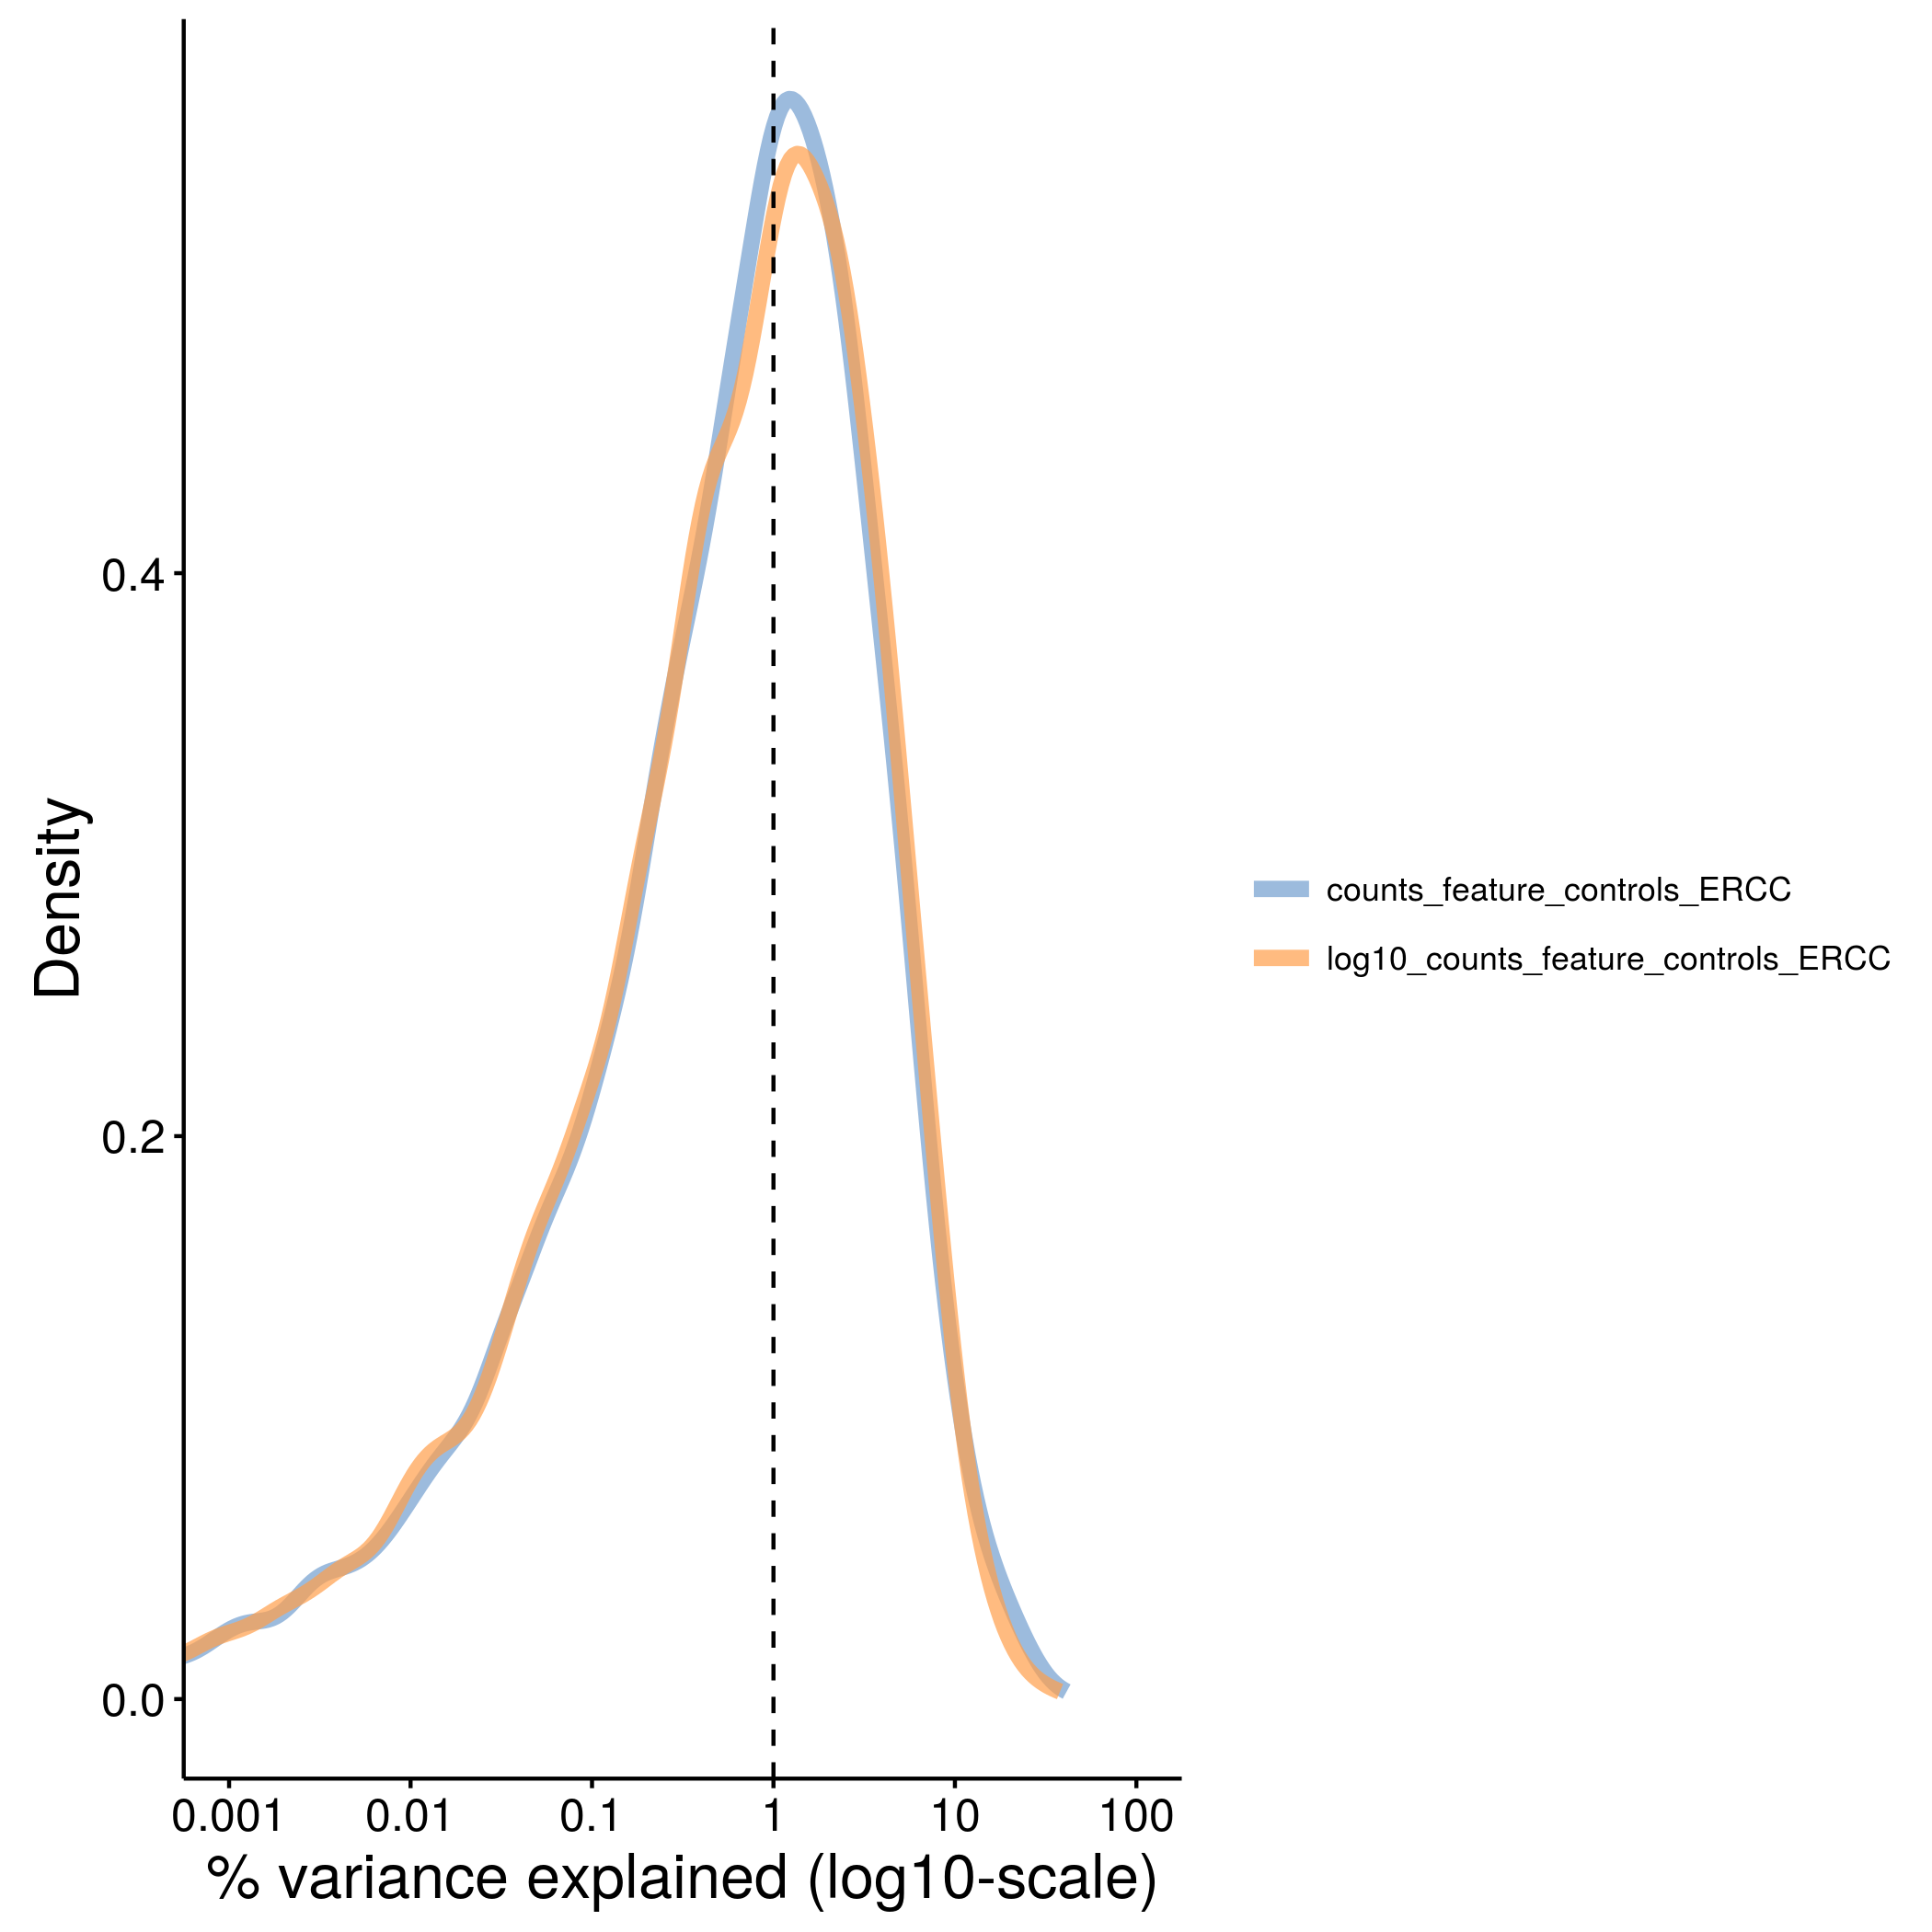 Density
0.4
0.2
0.0
0.001 0.01 0.1 1 10 100
% variance explained (log10-scale)
counts_feature_controls_ERCC
log10_counts_feature_controls_ERCC